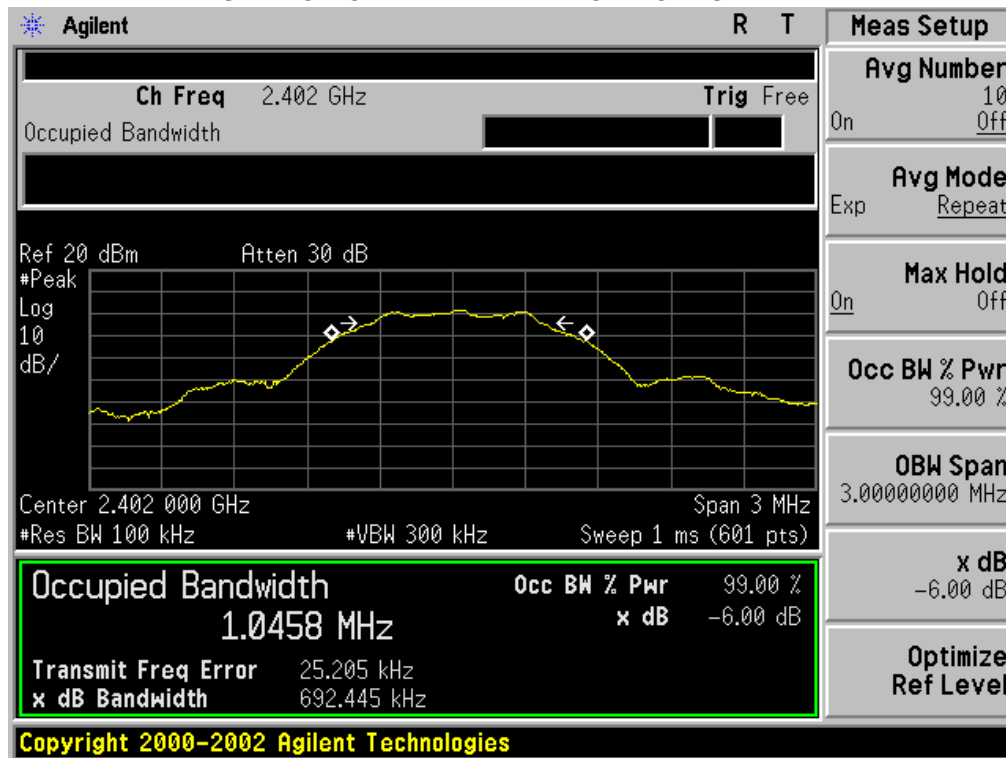 Agilent R T
Ch Freq 2.402 GHz Trig Free
Occupied Bandwidth
Ref 20 dBm Atten 30 dB
#Peak
Log
10
dB/
Center 2.402 000 GHz Span 3 MHz
#Res BW 100 kHz #VBW 300 kHz Sweep 1 ms (601 pts)
Occupied Bandwidth Occ BW % Pwr 99.00 %
1.0458 MHz x dB -6.00 dB
Transmit Freq Error 25.205 kHz
x dB Bandwidth 692.445 kHz
Copyright 2000-2002 Agilent Technologies
Meas Setup
Avg Number
10
On Off
Avg Mode
Exp Repeat
Max Hold
On Off
Occ BW % Pwr
99.00 %
OBW Span
3.00000000 MHz
x dB
-6.00 dB
Optimize
Ref Level